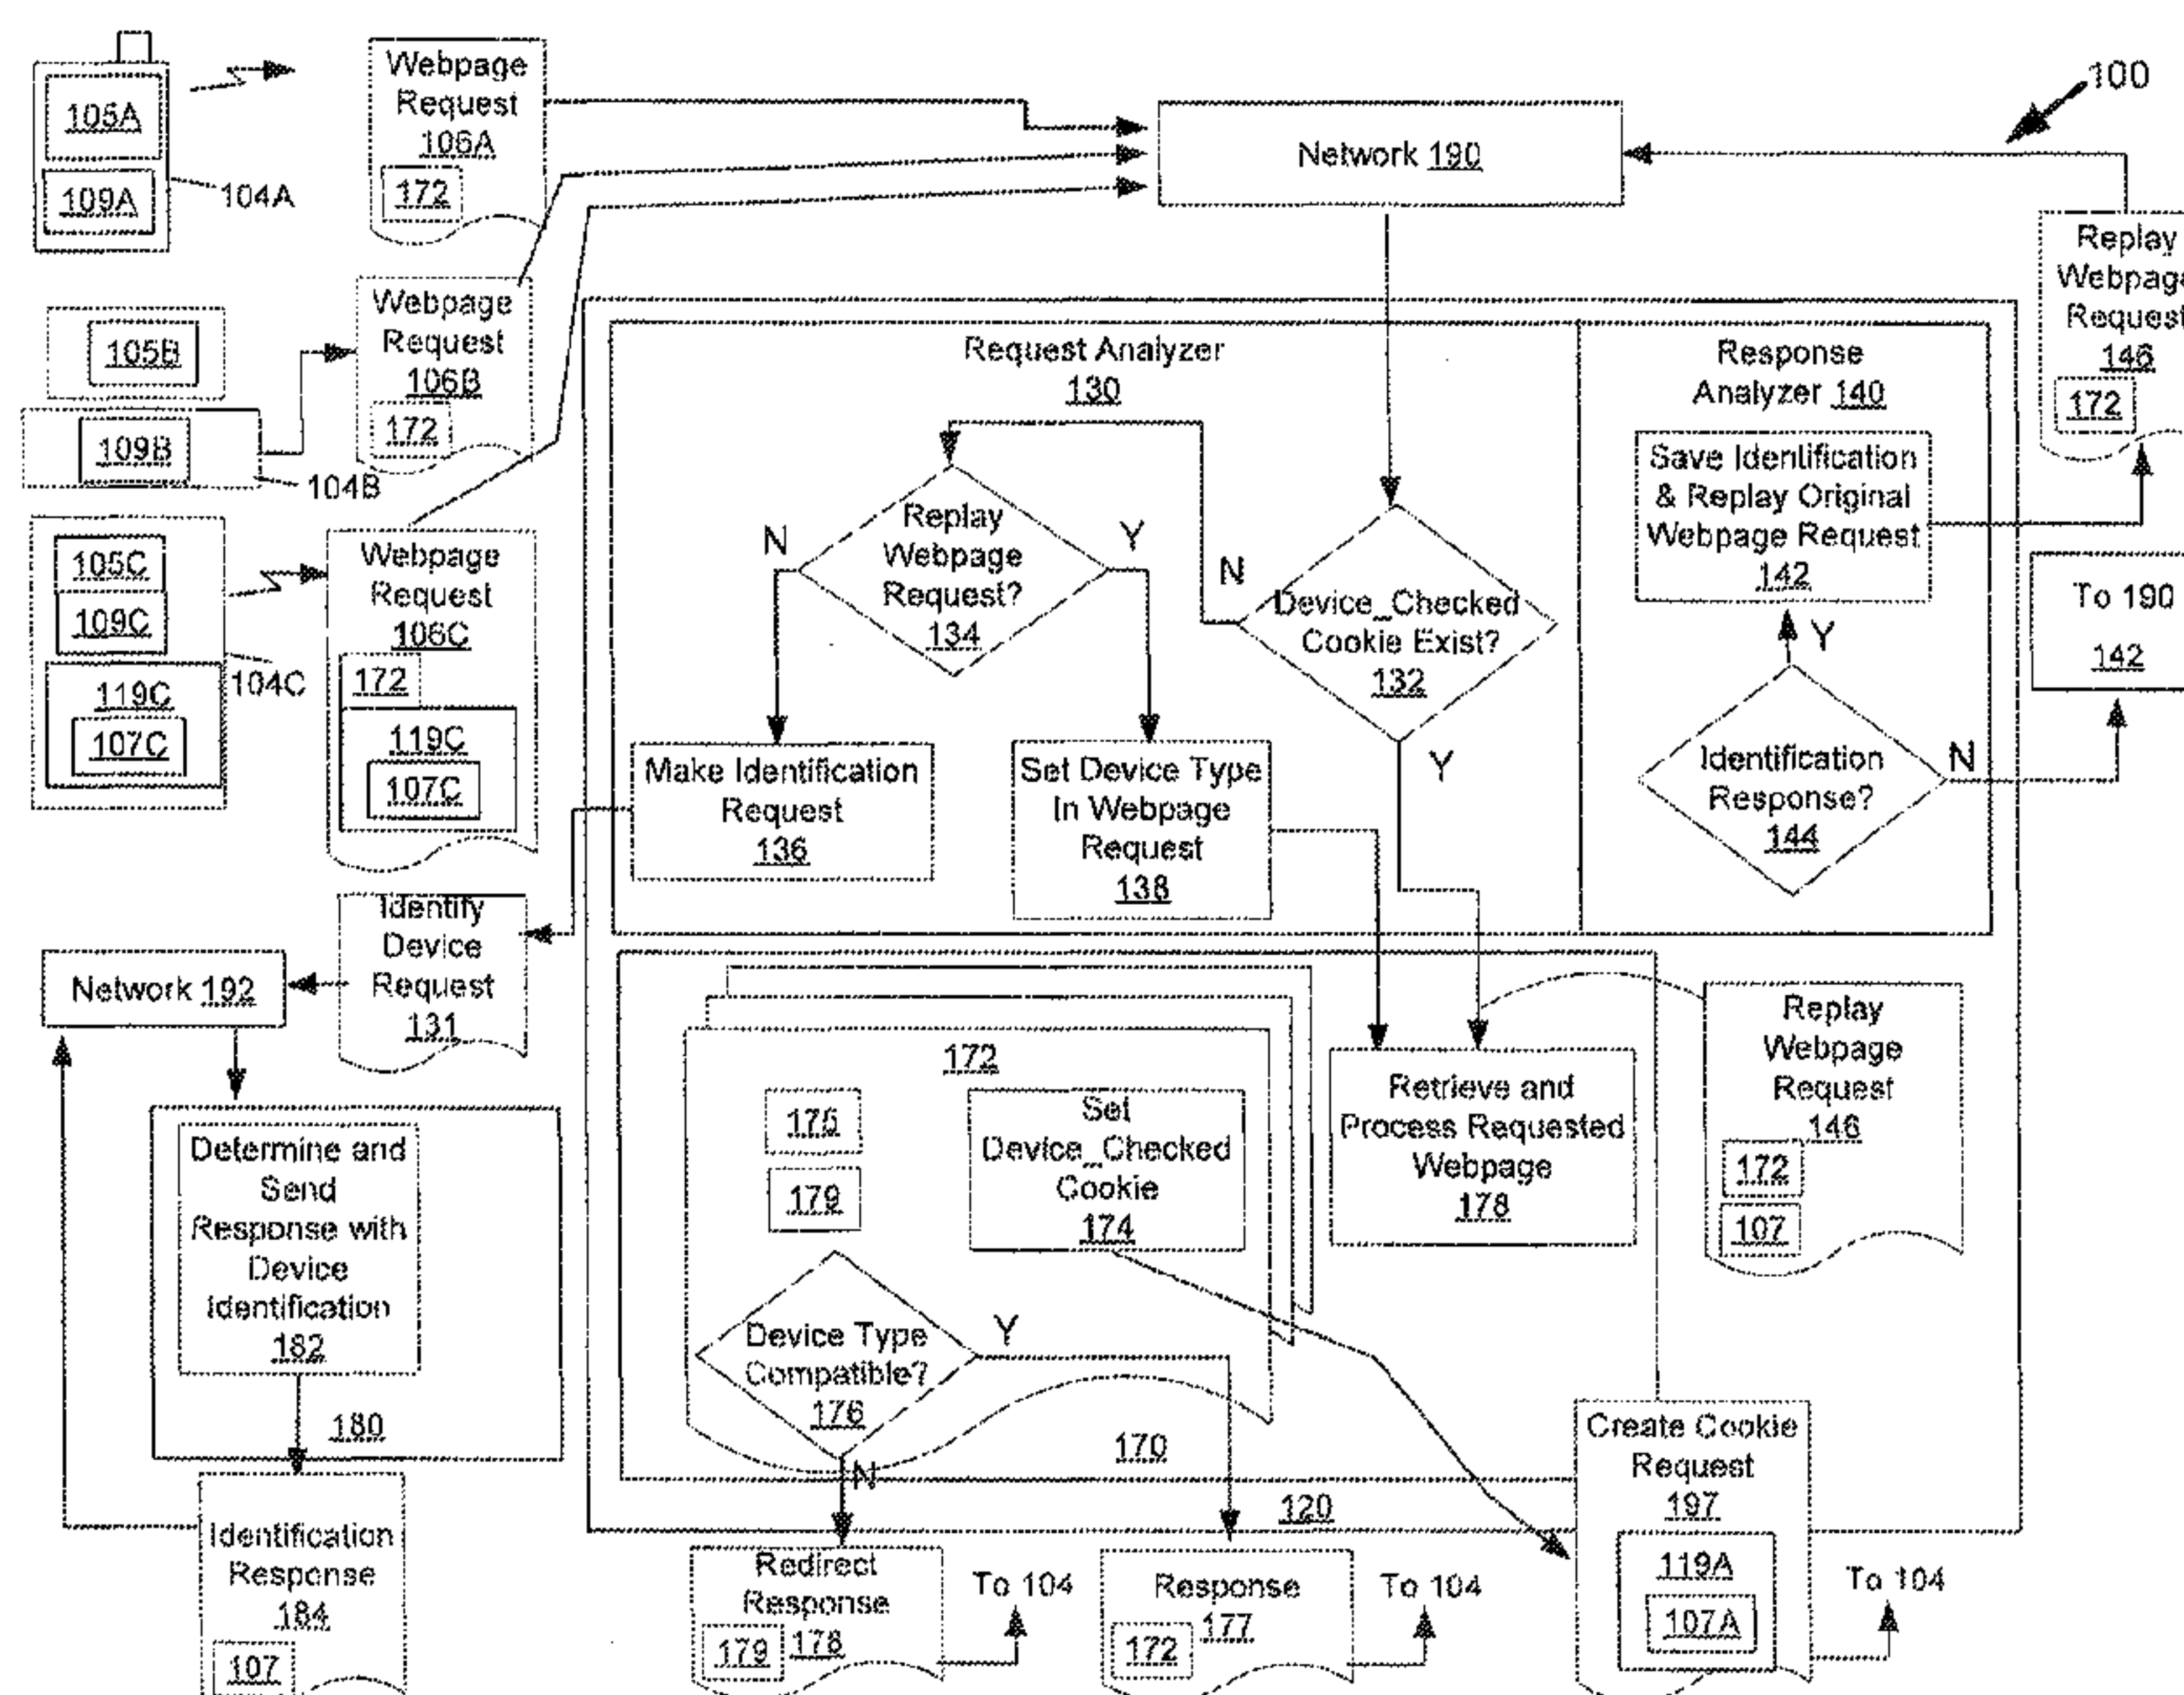 100
105A
109A
104A
Webpage
Request
106A
172
Network 190
Replay
Webpage
Request
146
172
105B
109B
104B
Webpage
Request
106B
172
105C
109C
104C
119C
107C
Webpage
Request
106C
172
119C
107C
Request Analyzer
130
Replay
Webpage
Request?
134
N
Y
Device_Checked
Cookie Exist?
132
N
Y
Make Identification
Request
136
Set Device Type
In Webpage
Request
138
Response
Analyzer 140
Save Identification
& Replay Original
Webpage Request
142
Y
Identification
Response?
144
N
To 190
142
Identify
Device
Request
131
Network 192
Determine and
Send
Response with
Device
Identification
182
180
Identification
Response
184
107
172
175
179
Set
Device_Checked
Cookie
174
Device Type
Compatible?
176
Y
N
170
120
Retrieve and
Process Requested
Webpage
178
Replay
Webpage
Request
146
172
107
Redirect
Response
179 178
To 104
Response
177
172
To 104
Create Cookie
Request
197
119A
107A
To 104